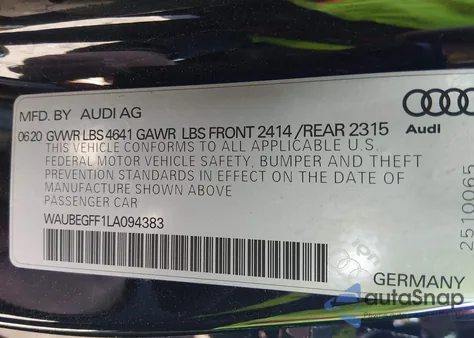 MFD. BY AUDI AG
0620 GVWR LBS 4641 GAWR LBS FRONT 2414 /REAR 2315
THIS VEHICLE CONFORMS TO ALL APPLICABLE U.S.
FEDERAL MOTOR VEHICLE SAFETY, BUMPER AND THEFT
PREVENTION STANDARDS IN EFFECT ON THE DATE OF
MANUFACTURE SHOWN ABOVE
PASSENGER CAR
WAUBEGFF1LA094383
Audi
2510065
GERMANY
autoSnap